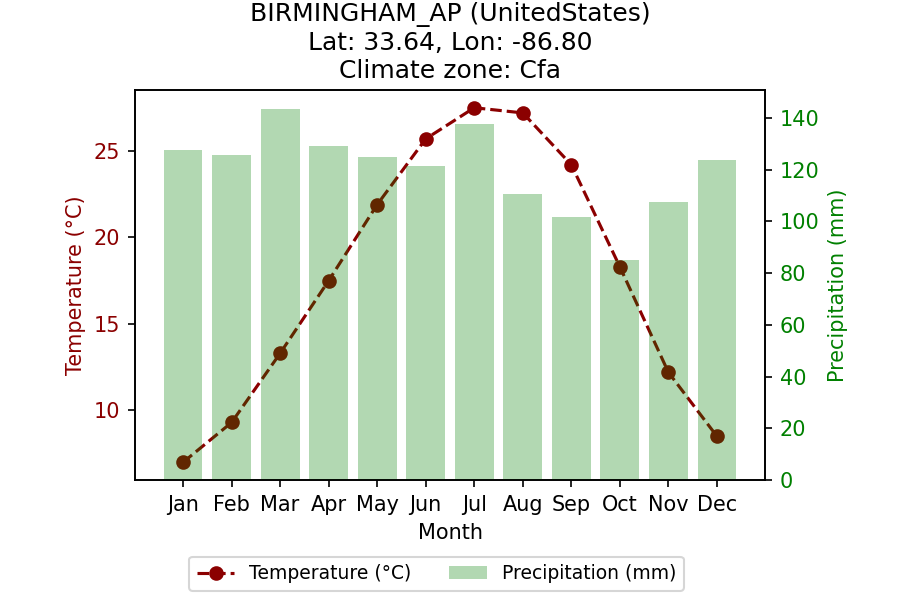 BIRMINGHAM_AP (UnitedStates)
Lat: 33.64, Lon: -86.80
Climate zone: Cfa
Temperature (°C)
25
20
15
10
140
120
100
80
60
40
20
0
Precipitation (mm)
Jan Feb Mar Apr May Jun Jul Aug Sep Oct Nov Dec
Month
Temperature (°C) Precipitation (mm)